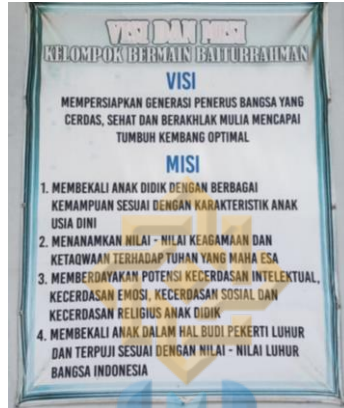 VISI DAN MISI
KELOMPOK BERMAIN BAITURRAHMAN
VISI
MEMPERSIAPKAN GENERASI PENERUS BANGSA YANG
CERDAS, SEHAT DAN BERAKHLAK MULIA MENCAPAI
TUMBUH KEMBANG OPTIMAL
MISI
1. MEMBEKALI ANAK DIDIK DENGAN BERBAGAI
KEMAMPUAN SESUAI DENGAN KARAKTERISTIK ANAK
USIA DINI
2. MENANAMKAN NILAI - NILAI KEAGAMAAN DAN
KETAQWAAN TERHADAP TUHAN YANG MAHA ESA
3. MEMBERDAYAKAN POTENSI KECERDASAN INTELEKTUAL,
KECERDASAN EMOSI, KECERDASAN SOSIAL DAN
KECERDASAN RELIGIUS ANAK DIDIK
4. MEMBEKALI ANAK DALAM HAL BUDI PEKERTI LUHUR
DAN TERPUJI SESUAI DENGAN NILAI - NILAI LUHUR
BANGSA INDONESIA